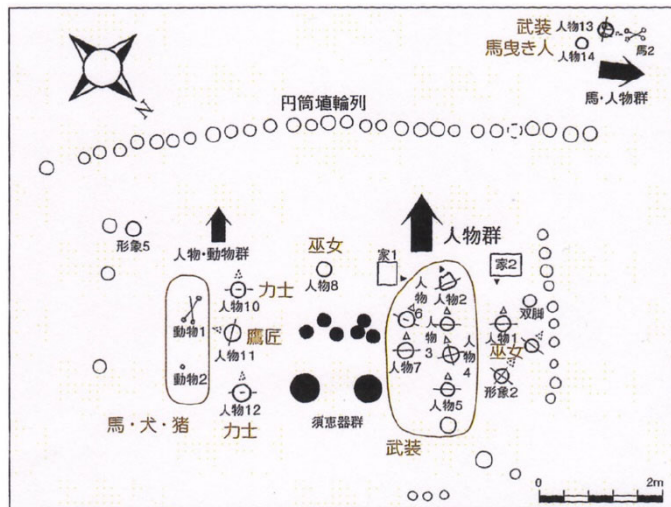 武装 人物13
馬曳き人 人物14
馬2
馬・人物群
N
円筒埴輪列
形象5
人物・動物群
巫女
人物8
家1
人物群
家2
動物1
人物10
力士
鷹匠
人物11
動物2
人物12
力士
馬・犬・猪
須恵器群
人物6
人物2
人物3
人物7
人物4
人物5
武装
双脚
人物1
巫女
形象2
0
2m